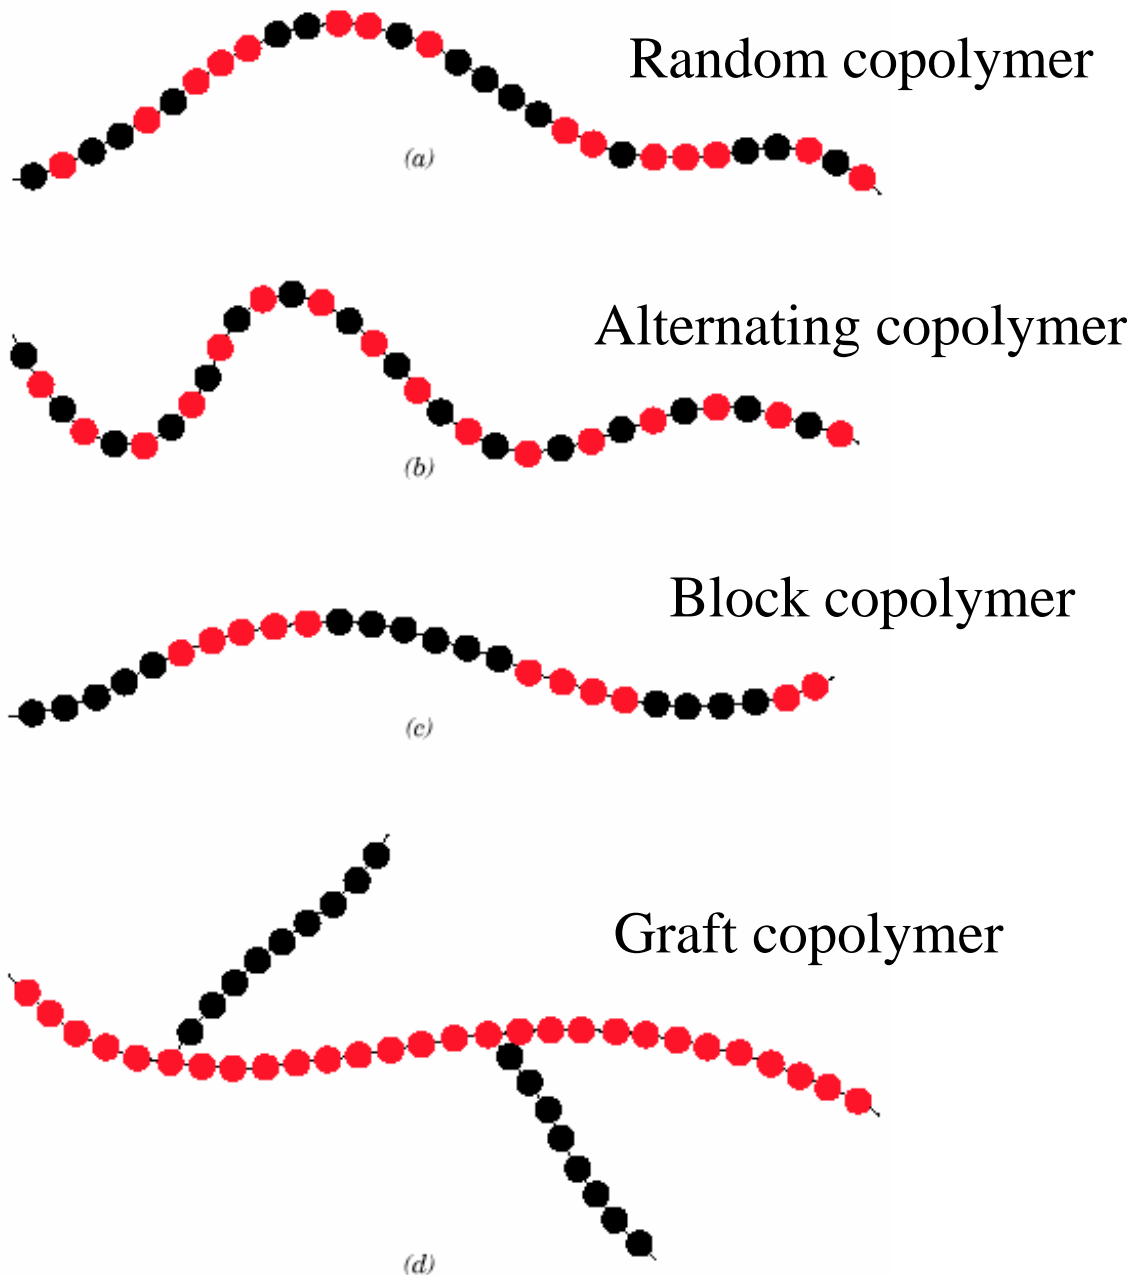 Random copolymer
(a)
Alternating copolymer
(b)
Block copolymer
(c)
Graft copolymer
(d)